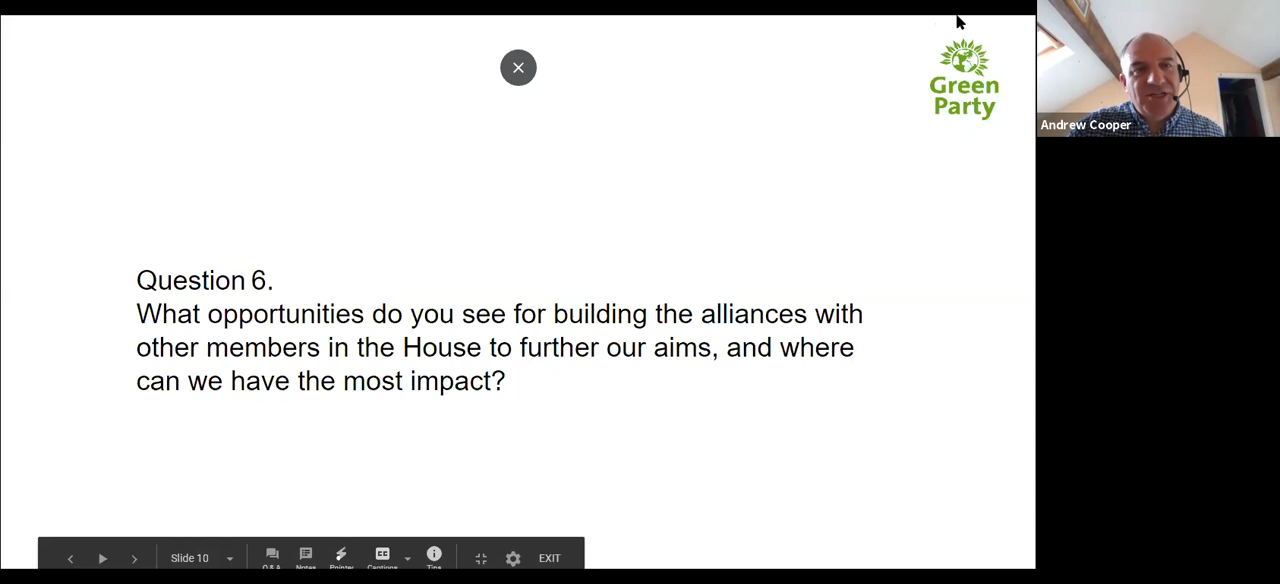 Green
Party
Andrew Cooper
Question 6.
What opportunities do you see for building the alliances with
other members in the House to further our aims, and where
can we have the most impact?
Slide 10
EXIT
Q & A
Notes
Pointer
Captions
Tips